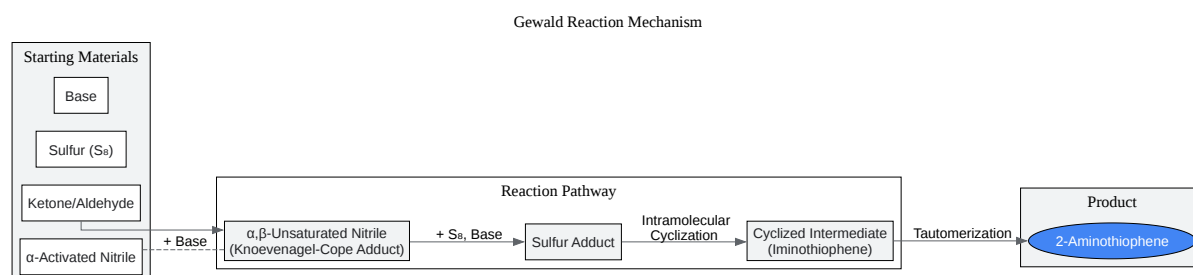 Gewald Reaction Mechanism
Starting Materials
Base
Sulfur (S₈)
Ketone/Aldehyde
α-Activated Nitrile
+ Base
Reaction Pathway
α,β-Unsaturated Nitrile
(Knoevenagel-Cope Adduct)
+ S₈, Base
Sulfur Adduct
Intramolecular
Cyclization
Cyclized Intermediate
(Iminothiophene)
Tautomerization
Product
2-Aminothiophene